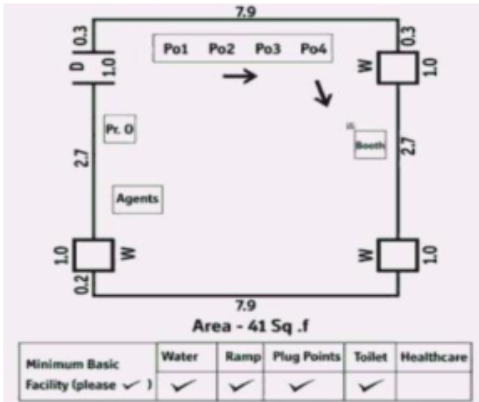 7.9
0.3
0.3
Po1 Po2 Po3 Po4
D
1.0
W
1.0
Pr. O
Booth
2.7
2.7
Agents
1.0
W
W
1.0
0.2
7.9
Area - 41 Sq .f
Minimum Basic Facility (please ✓ )
Water Ramp Plug Points Toilet Healthcare
✓ ✓ ✓ ✓